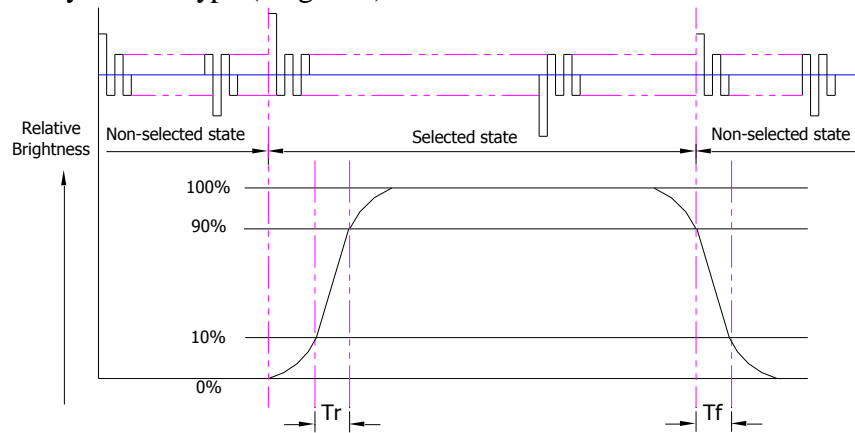 Relative
Brightness
Non-selected state
Selected state
Non-selected state
100%
90%
10%
0%
Tr
Tf